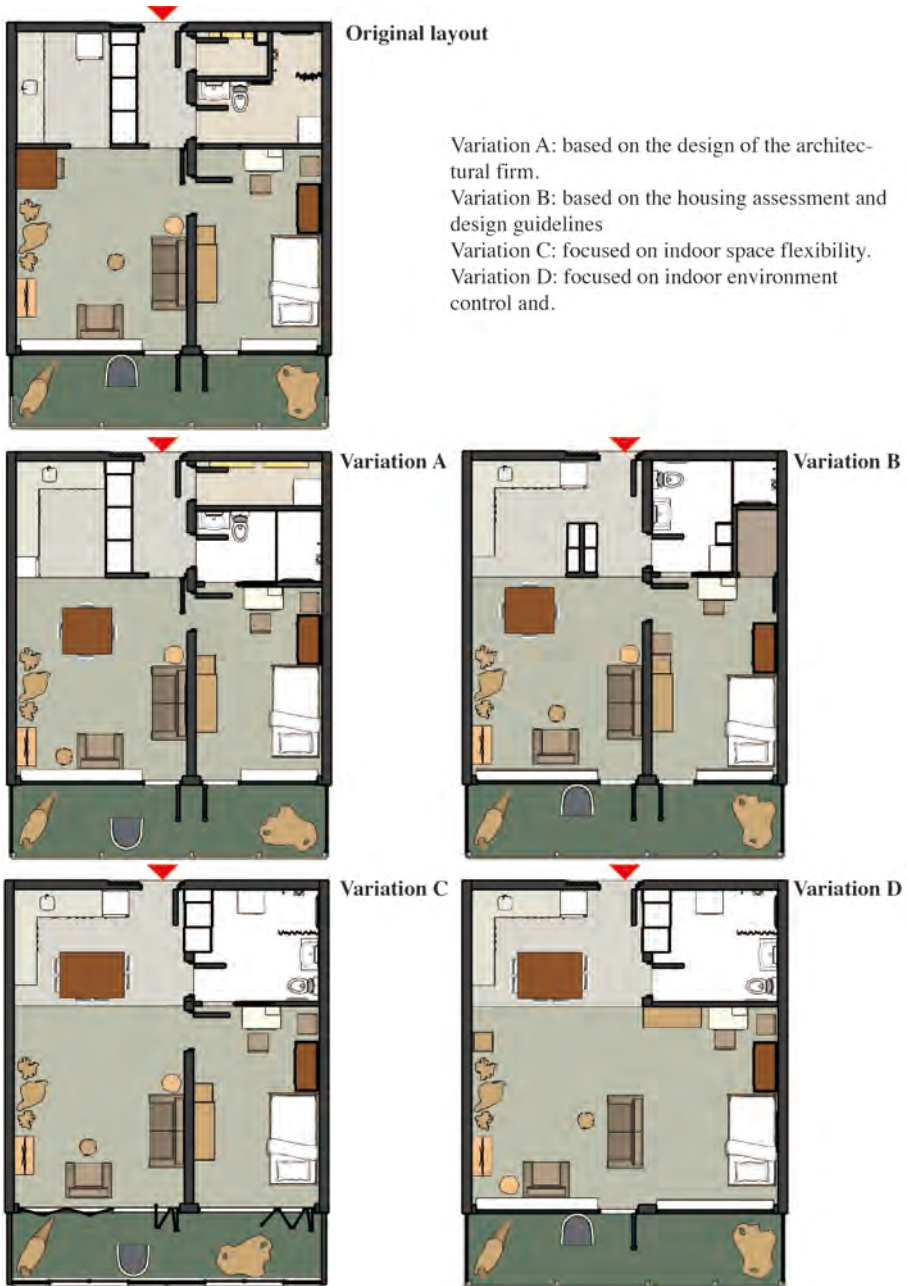 Original layout
Variation A: based on the design of the architec-
tural firm.
Variation B: based on the housing assessment and
design guidelines
Variation C: focused on indoor space flexibility.
Variation D: focused on indoor environment
control and.
Variation A
Variation B
Variation C
Variation D